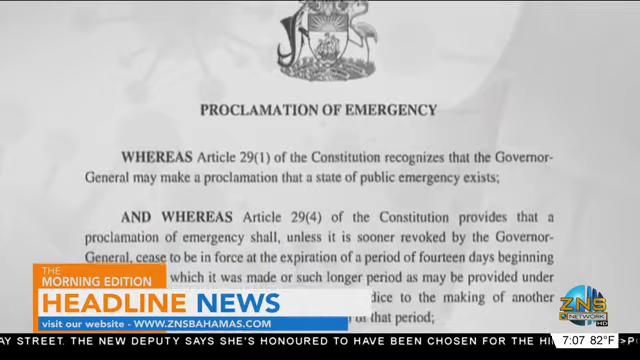 PROCLAMATION OF EMERGENCY
WHEREAS Article 29(1) of the Constitution recognizes that the Governor-
General may make a proclamation that a state of public emergency exists;
AND WHEREAS Article 29(4) of the Constitution provides that a
proclamation of emergency shall, unless it is sooner revoked by the Governor-
General, cease to be in force at the expiration of a period of fourteen days beginning
which it was made or such longer period as may be provided under
dice to the making of another
of that period;
THE
MORNING EDITION
HEADLINE NEWS
visit our website - WWW.ZNSBAHAMAS.COM
ZNS
NETWORK
HD
AY STREET. THE NEW DEPUTY SAYS SHE'S HONOURED TO HAVE BEEN CHOSEN FOR THE HI
>PO
7:07 82°F